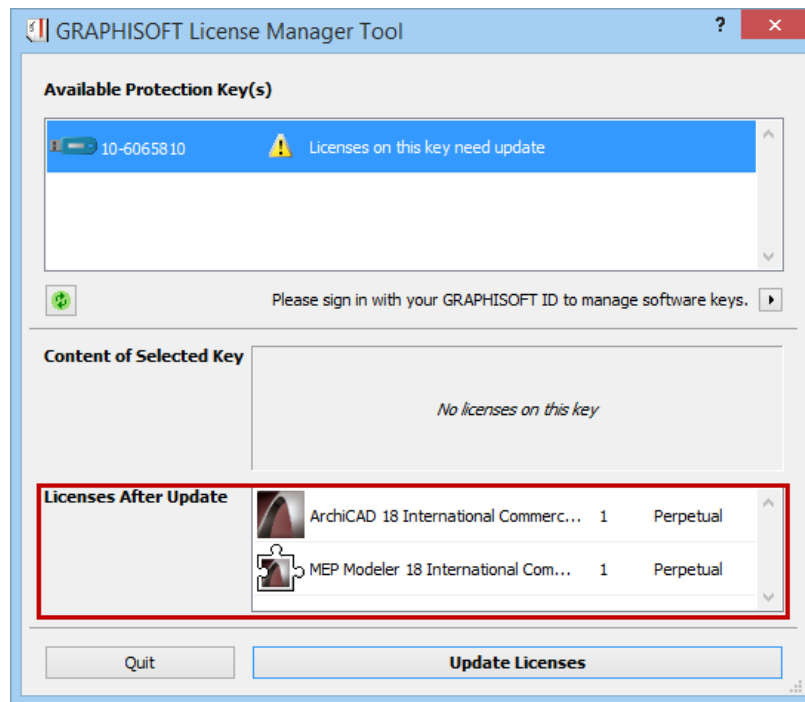 GRAPHISOFT License Manager Tool
?
Available Protection Key(s)
10-6065810 Licenses on this key need update
Please sign in with your GRAPHISOFT ID to manage software keys.
Content of Selected Key
No licenses on this key
Licenses After Update
ArchiCAD 18 International Commerc... 1 Perpetual
MEP Modeler 18 International Com... 1 Perpetual
Quit
Update Licenses